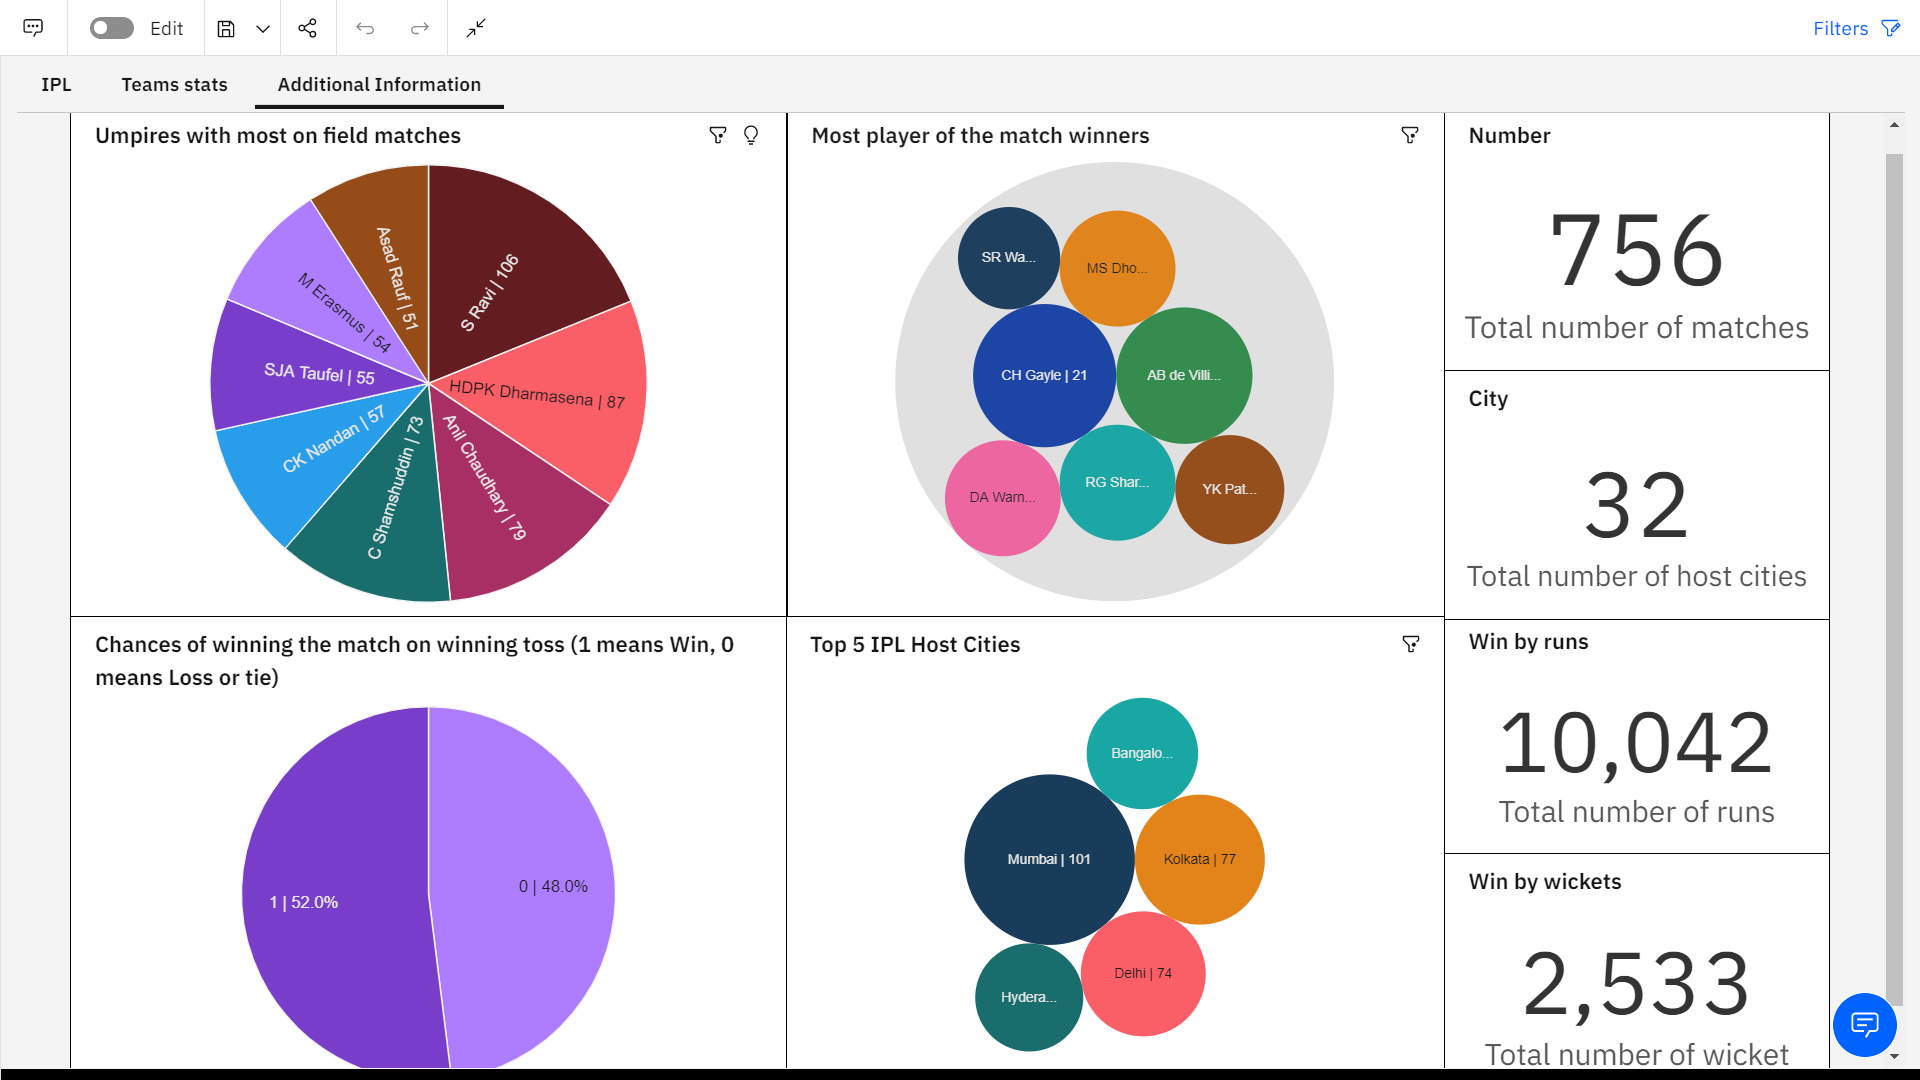 Edit
Filters
IPL
Teams stats
Additional Information
Umpires with most on field matches
Asad Rauf | 51
S Ravi | 106
M Erasmus | 54
SJA Taufel | 55
HDPK Dharmasena | 87
CK Nandan | 57
C Shamshuddin | 73
Anil Chaudhary | 79
Most player of the match winners
SR Wa...
MS Dho...
CH Gayle | 21
AB de Villi...
DA Warn...
RG Shar...
YK Pat...
Number
756
Total number of matches
City
32
Total number of host cities
Chances of winning the match on winning toss (1 means Win, 0
means Loss or tie)
1 | 52.0%
0 | 48.0%
Top 5 IPL Host Cities
Bangalo...
Mumbai | 101
Kolkata | 77
Delhi | 74
Hydera...
Win by runs
10,042
Total number of runs
Win by wickets
2,533
Total number of wicket